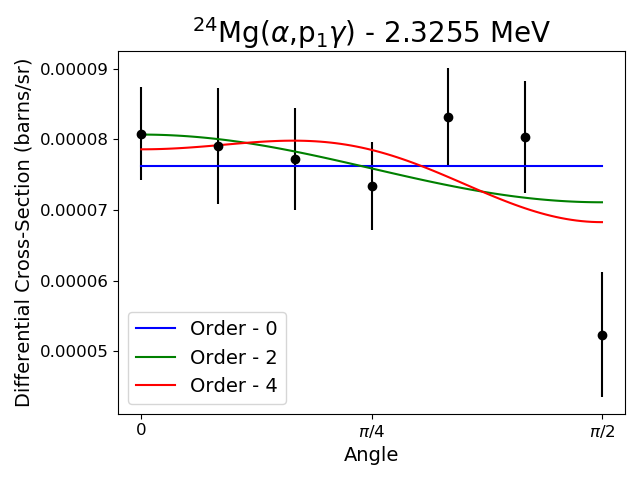 ²⁴Mg(α,p₁γ) - 2.3255 MeV
Differential Cross-Section (barns/sr)
0.00009
0.00008
0.00007
0.00006
0.00005
Order - 0
Order - 2
Order - 4
0
π/4
π/2
Angle